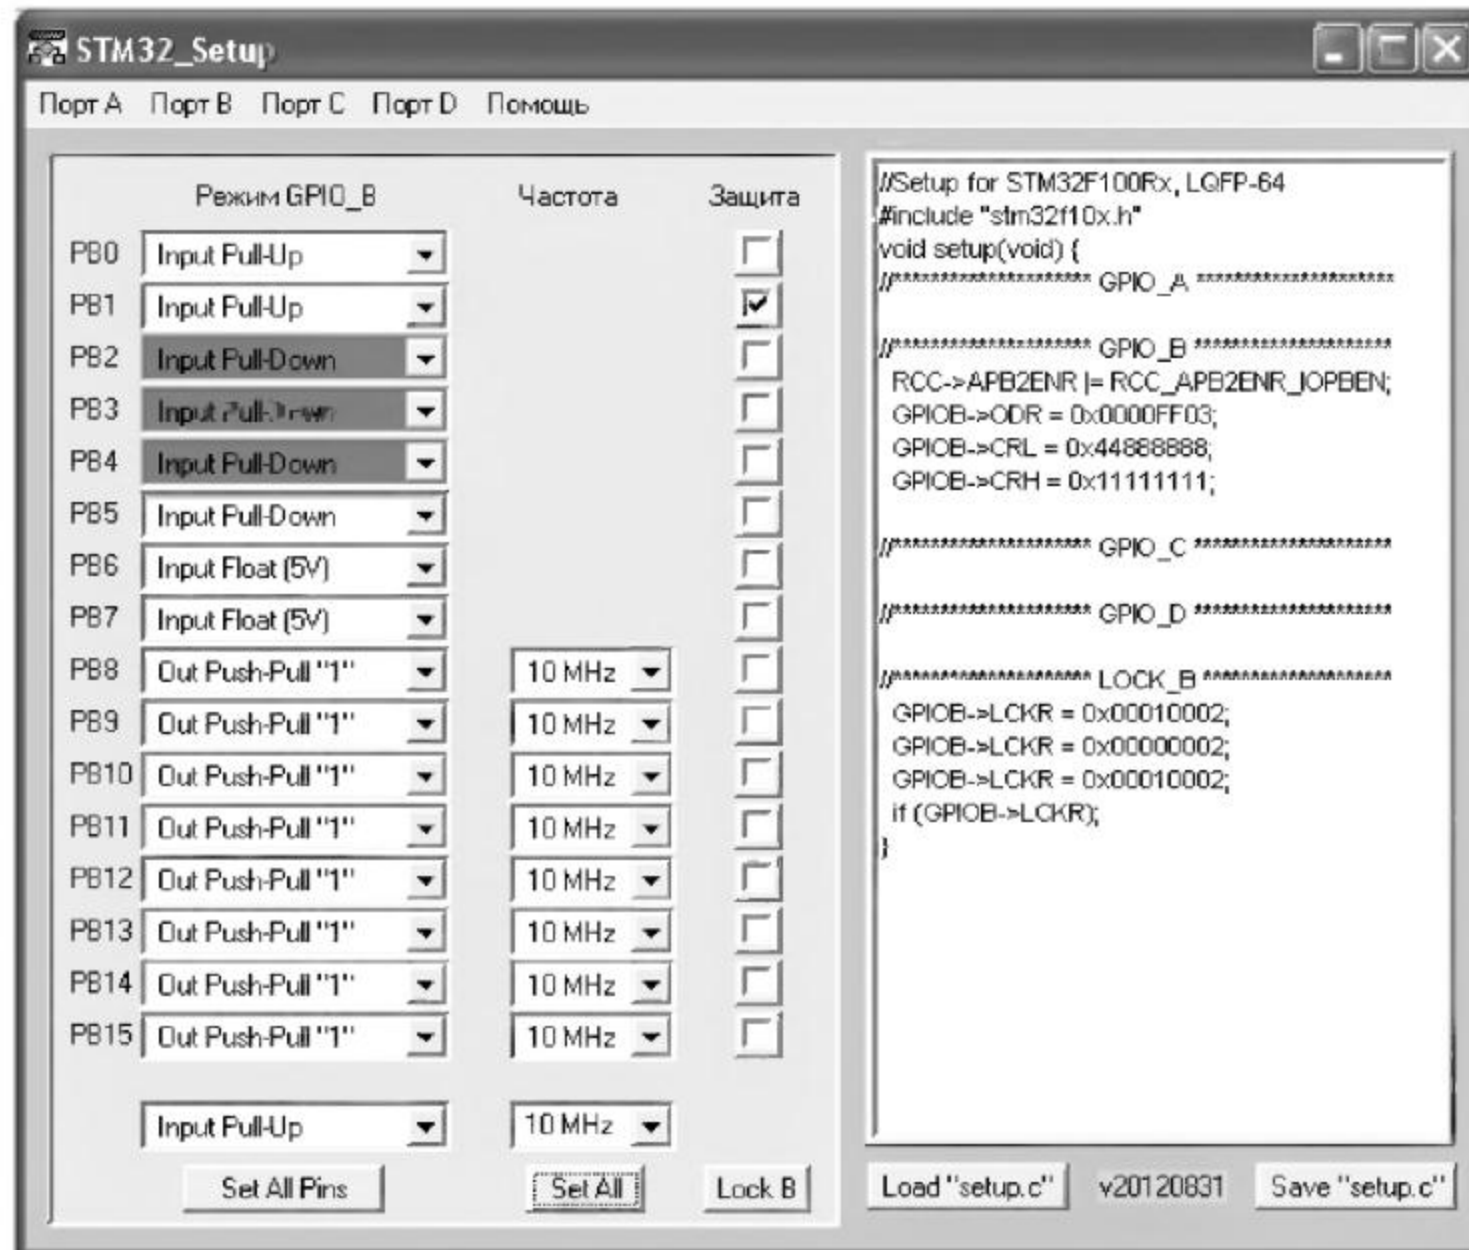 STM32_Setup
Порт А Порт В Порт С Порт D Помощь
Режим GPIO_B Частота Защита
PB0 Input Pull-Up
PB1 Input Pull-Up
PB2 Input Pull-Down
PB3 Input Pull-Down
PB4 Input Pull-Down
PB5 Input Pull-Down
PB6 Input Float (5V)
PB7 Input Float (5V)
PB8 Out Push-Pull "1" 10 MHz
PB9 Out Push-Pull "1" 10 MHz
PB10 Out Push-Pull "1" 10 MHz
PB11 Out Push-Pull "1" 10 MHz
PB12 Out Push-Pull "1" 10 MHz
PB13 Out Push-Pull "1" 10 MHz
PB14 Out Push-Pull "1" 10 MHz
PB15 Out Push-Pull "1" 10 MHz
Input Pull-Up 10 MHz
Set All Pins Set All Lock B
//Setup for STM32F100Rx, LQFP-64
#include "stm32f10x.h"
void setup(void) {
//********************** GPIO_A **********************
//********************** GPIO_B **********************
RCC->APB2ENR |= RCC_APB2ENR_IOPBEN;
GPIOB->ODR = 0x0000FF03;
GPIOB->CRL = 0x44888888;
GPIOB->CRH = 0x11111111;
//********************** GPIO_C **********************
//********************** GPIO_D **********************
//********************** LOCK_B *********************
GPIOB->LCKR = 0x00010002;
GPIOB->LCKR = 0x00000002;
GPIOB->LCKR = 0x00010002;
if (GPIOB->LCKR);
}
Load "setup.c" v20120831 Save "setup.c"